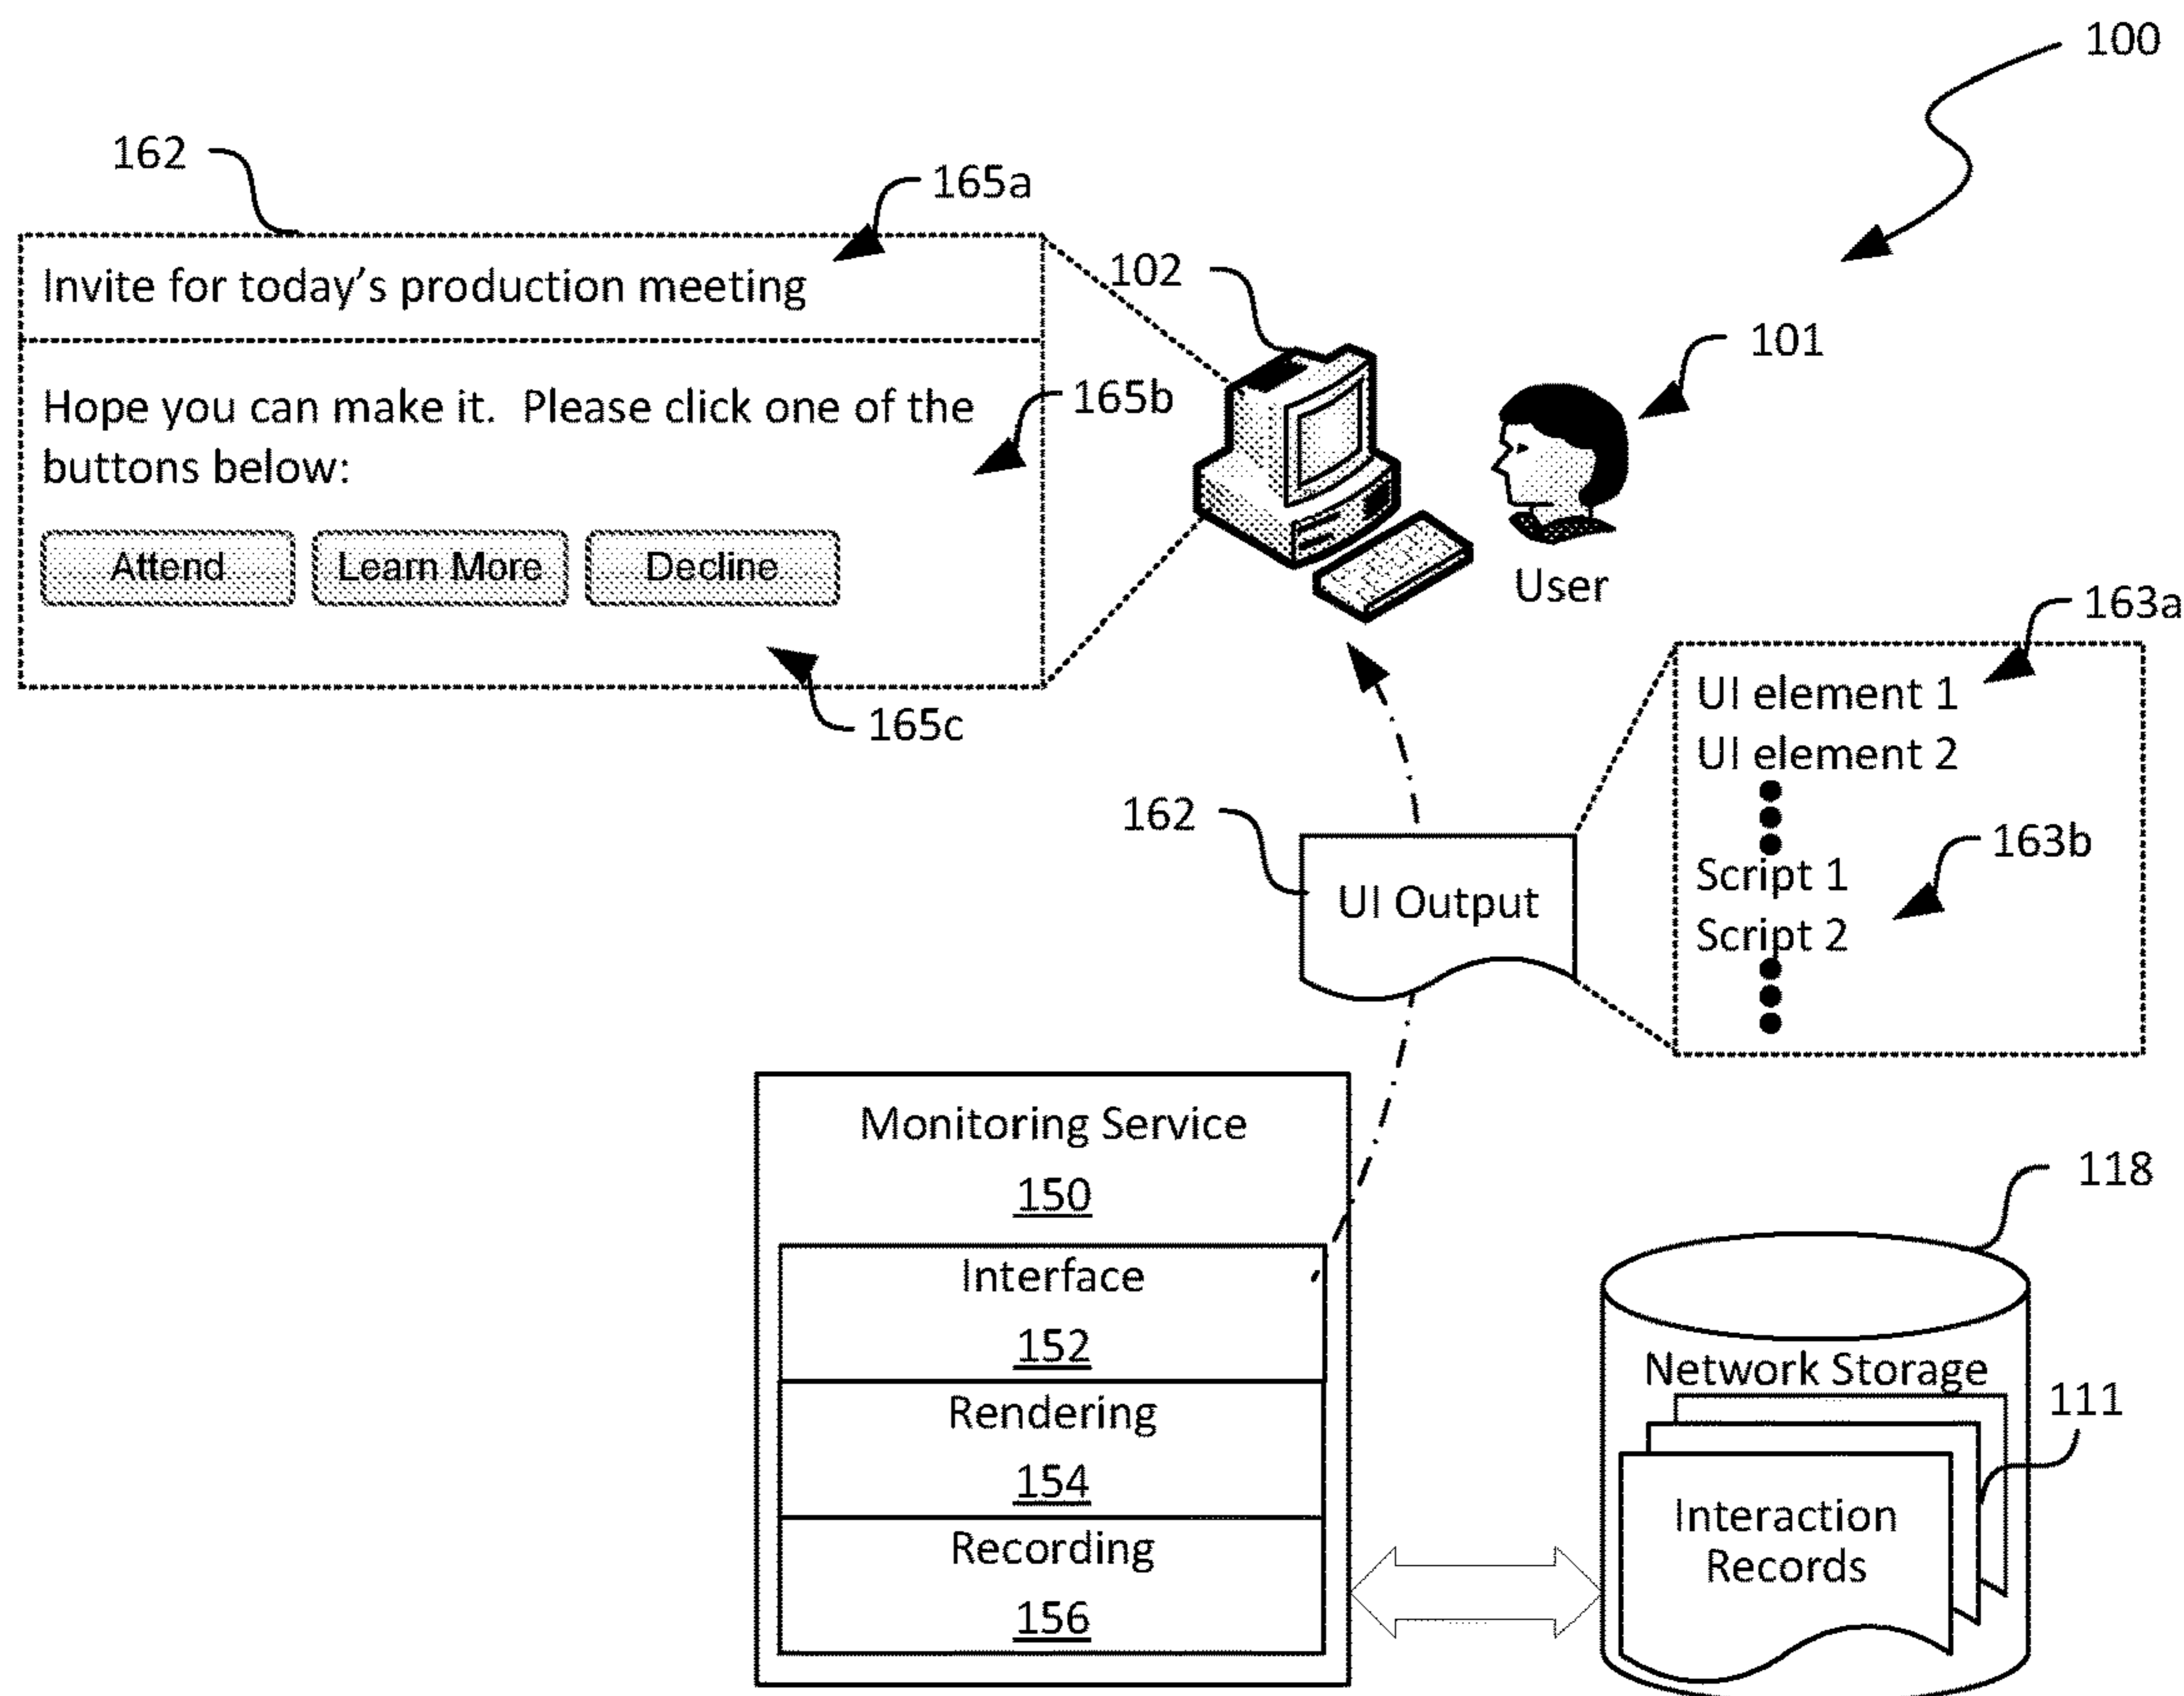 100
162
165a
Invite for today's production meeting
102
101
Hope you can make it. Please click one of the
buttons below:
165b
Attend
Learn More
Decline
165c
User
163a
UI element 1
UI element 2
163b
Script 1
Script 2
162
UI Output
Monitoring Service
150
Interface
152
Rendering
154
Recording
156
118
Network Storage
111
Interaction
Records